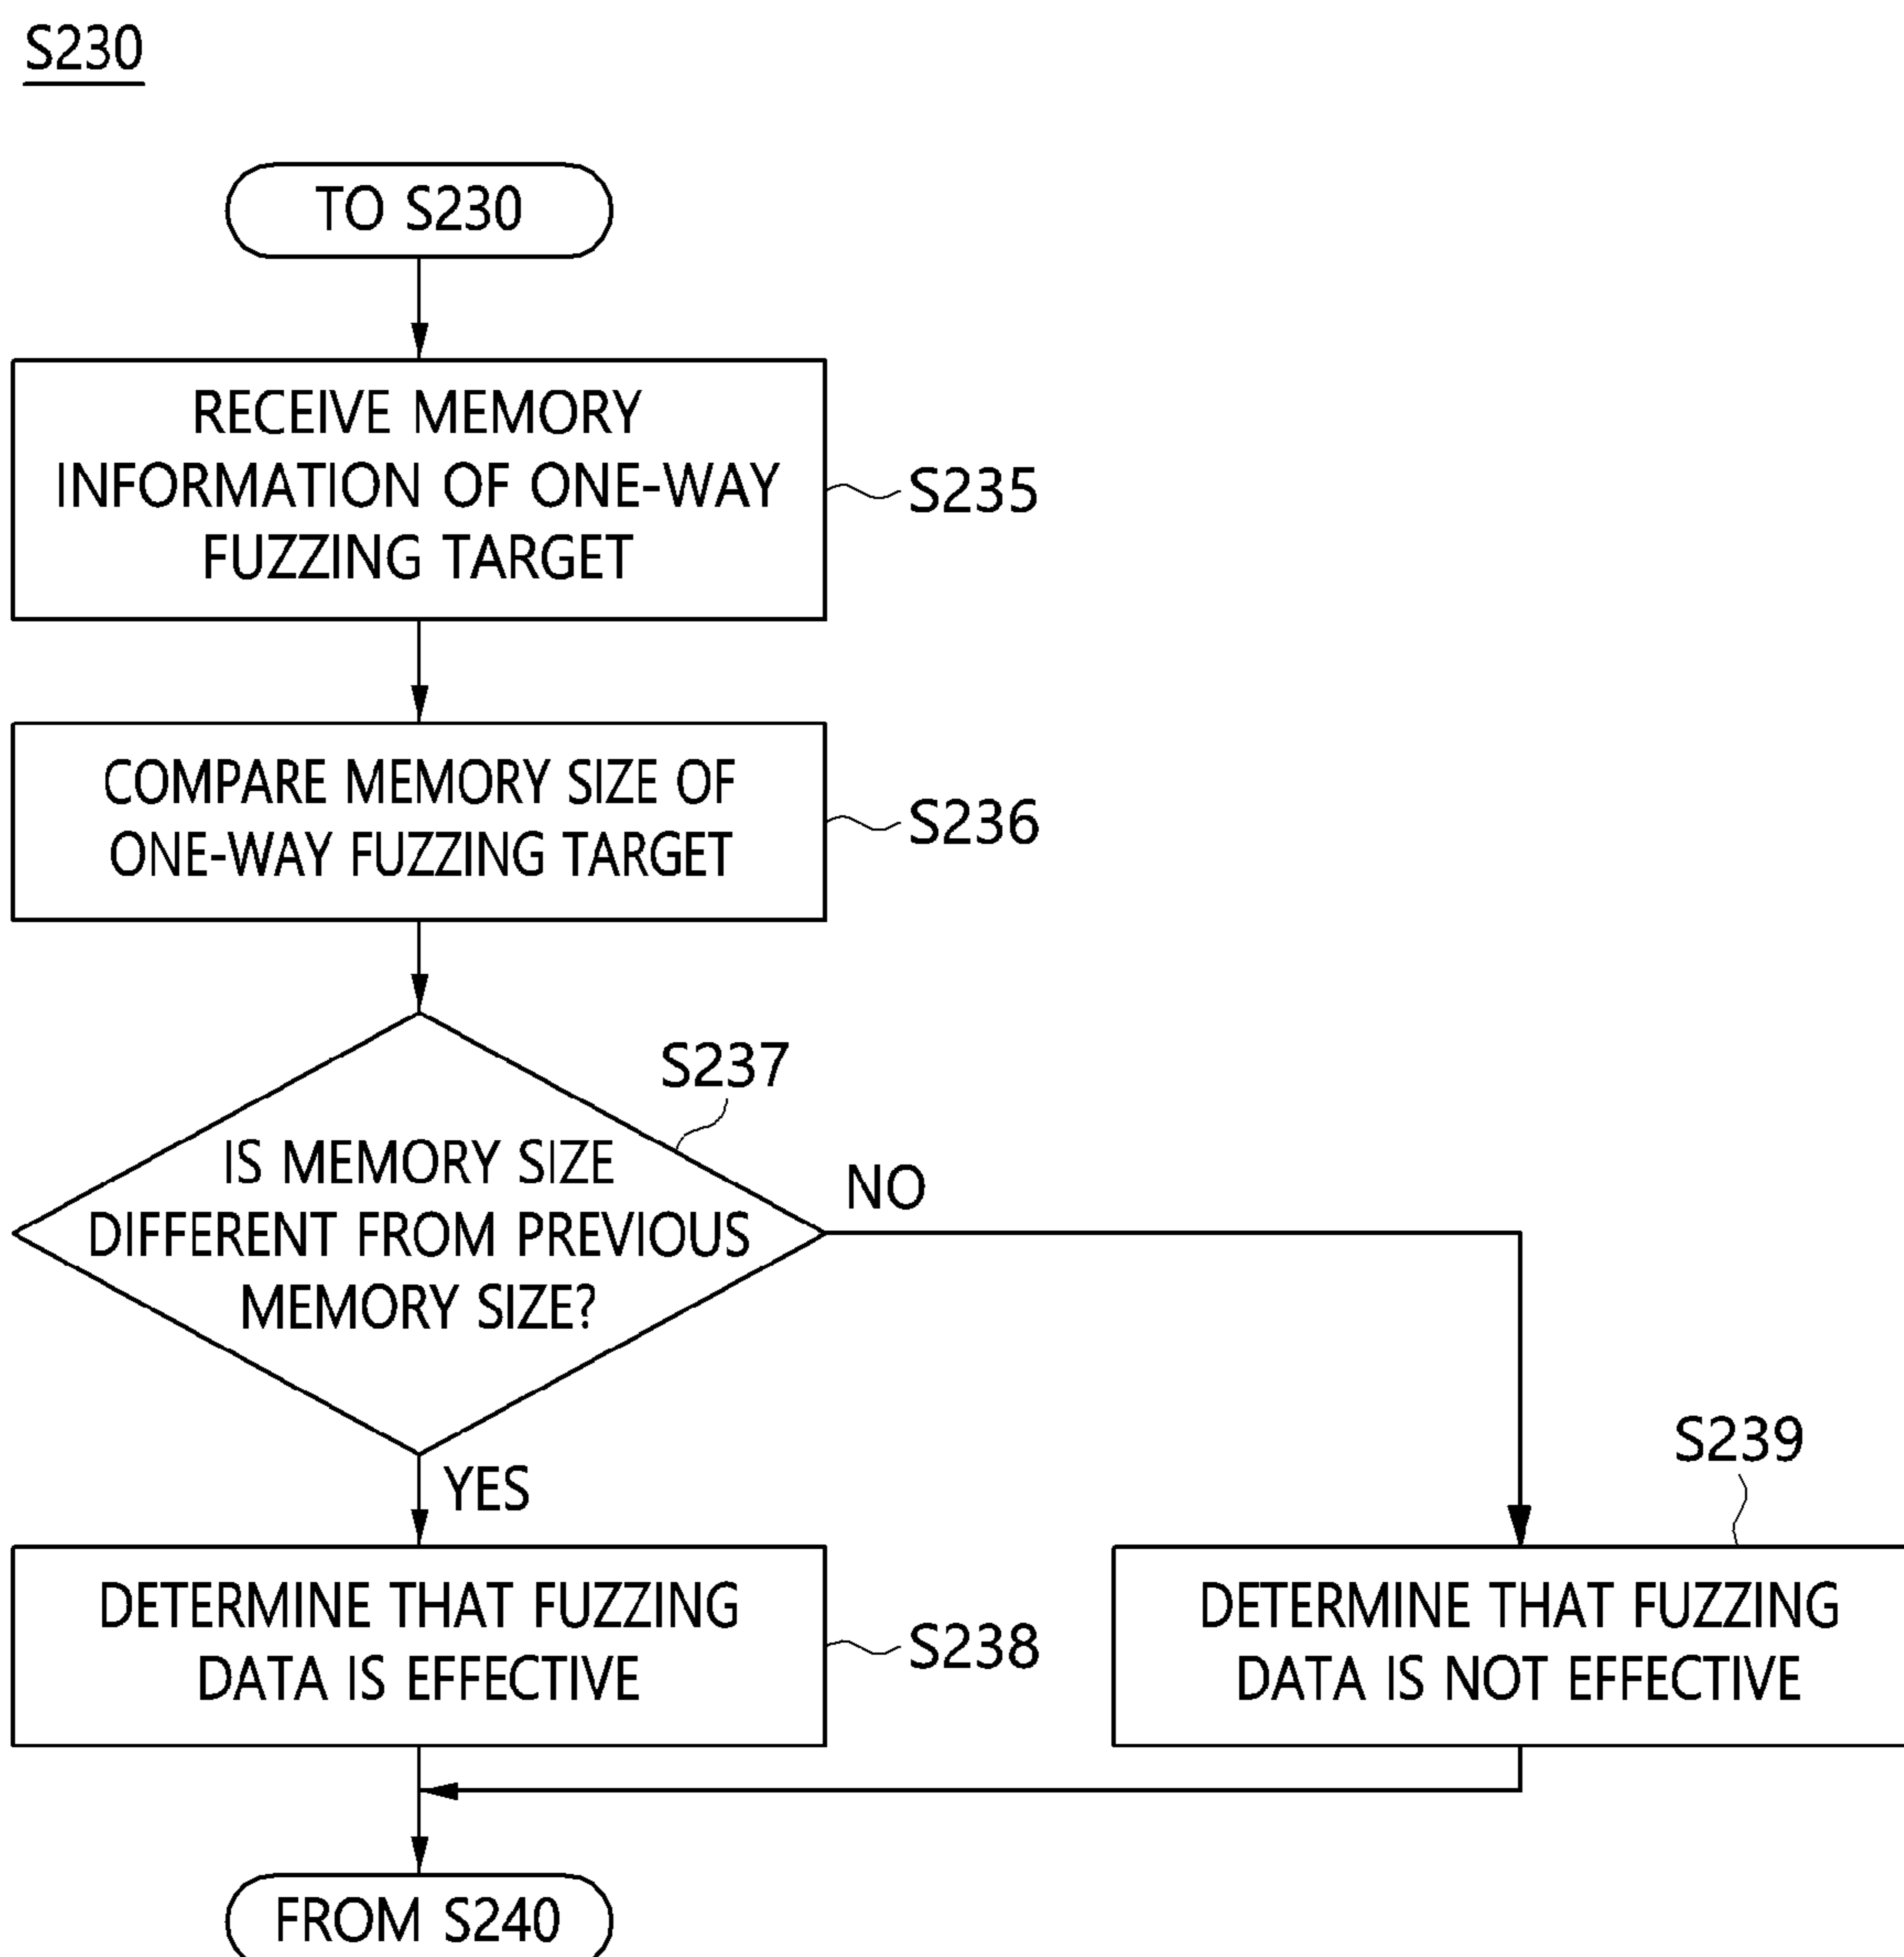 S230
TO S230
RECEIVE MEMORY
INFORMATION OF ONE-WAY
FUZZING TARGET
S235
COMPARE MEMORY SIZE OF
ONE-WAY FUZZING TARGET
S236
S237
IS MEMORY SIZE
DIFFERENT FROM PREVIOUS
MEMORY SIZE?
NO
YES
S239
DETERMINE THAT FUZZING
DATA IS EFFECTIVE
S238
DETERMINE THAT FUZZING
DATA IS NOT EFFECTIVE
FROM S240